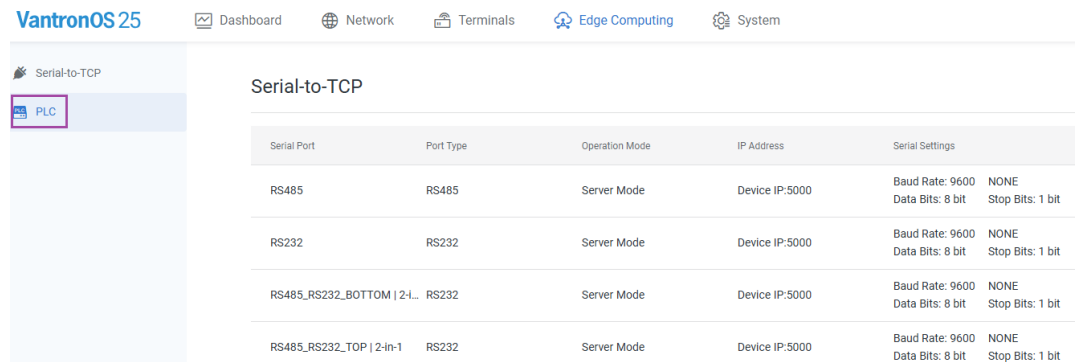 VantronOS 25 Dashboard Network Terminals Edge Computing System
Serial-to-TCP
PLC
Serial-to-TCP
Serial Port Port Type Operation Mode IP Address Serial Settings
RS485 RS485 Server Mode Device IP:5000 Baud Rate: 9600 NONE
Data Bits: 8 bit Stop Bits: 1 bit
RS232 RS232 Server Mode Device IP:5000 Baud Rate: 9600 NONE
Data Bits: 8 bit Stop Bits: 1 bit
RS485_RS232_BOTTOM | 2-i... RS232 Server Mode Device IP:5000 Baud Rate: 9600 NONE
Data Bits: 8 bit Stop Bits: 1 bit
RS485_RS232_TOP | 2-in-1 RS232 Server Mode Device IP:5000 Baud Rate: 9600 NONE
Data Bits: 8 bit Stop Bits: 1 bit